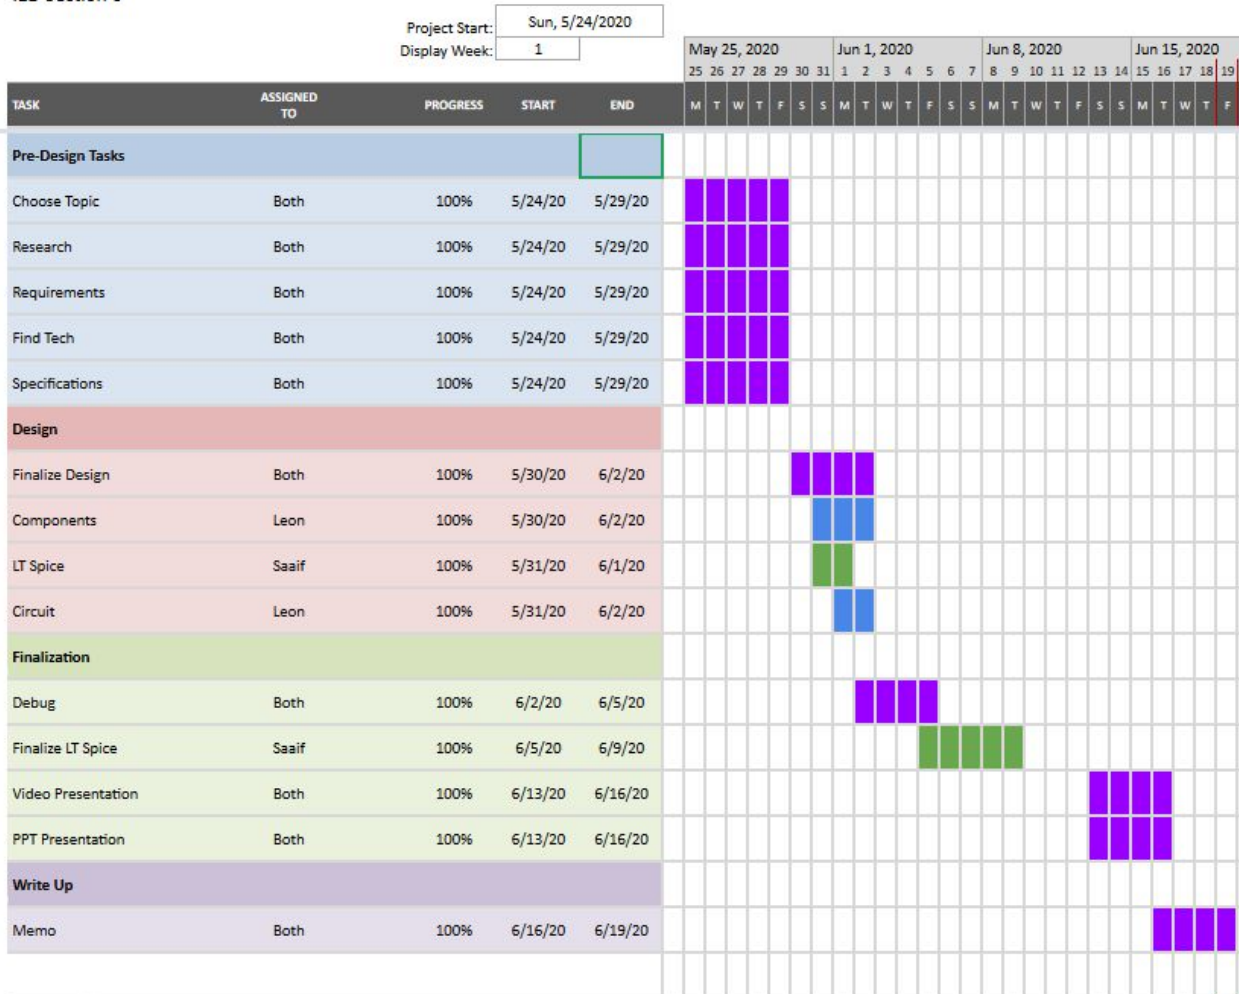 Project Start: Sun, 5/24/2020
Display Week: 1
May 25, 2020 Jun 1, 2020 Jun 8, 2020 Jun 15, 2020
25 26 27 28 29 30 31 1 2 3 4 5 6 7 8 9 10 11 12 13 14 15 16 17 18 19
TASK ASSIGNED TO PROGRESS START END M T W T F S S M T W T F S S M T W T F S S M T W T F
Pre-Design Tasks
Choose Topic Both 100% 5/24/20 5/29/20
Research Both 100% 5/24/20 5/29/20
Requirements Both 100% 5/24/20 5/29/20
Find Tech Both 100% 5/24/20 5/29/20
Specifications Both 100% 5/24/20 5/29/20
Design
Finalize Design Both 100% 5/30/20 6/2/20
Components Leon 100% 5/30/20 6/2/20
LT Spice Saaif 100% 5/31/20 6/1/20
Circuit Leon 100% 5/31/20 6/2/20
Finalization
Debug Both 100% 6/2/20 6/5/20
Finalize LT Spice Saaif 100% 6/5/20 6/9/20
Video Presentation Both 100% 6/13/20 6/16/20
PPT Presentation Both 100% 6/13/20 6/16/20
Write Up
Memo Both 100% 6/16/20 6/19/20